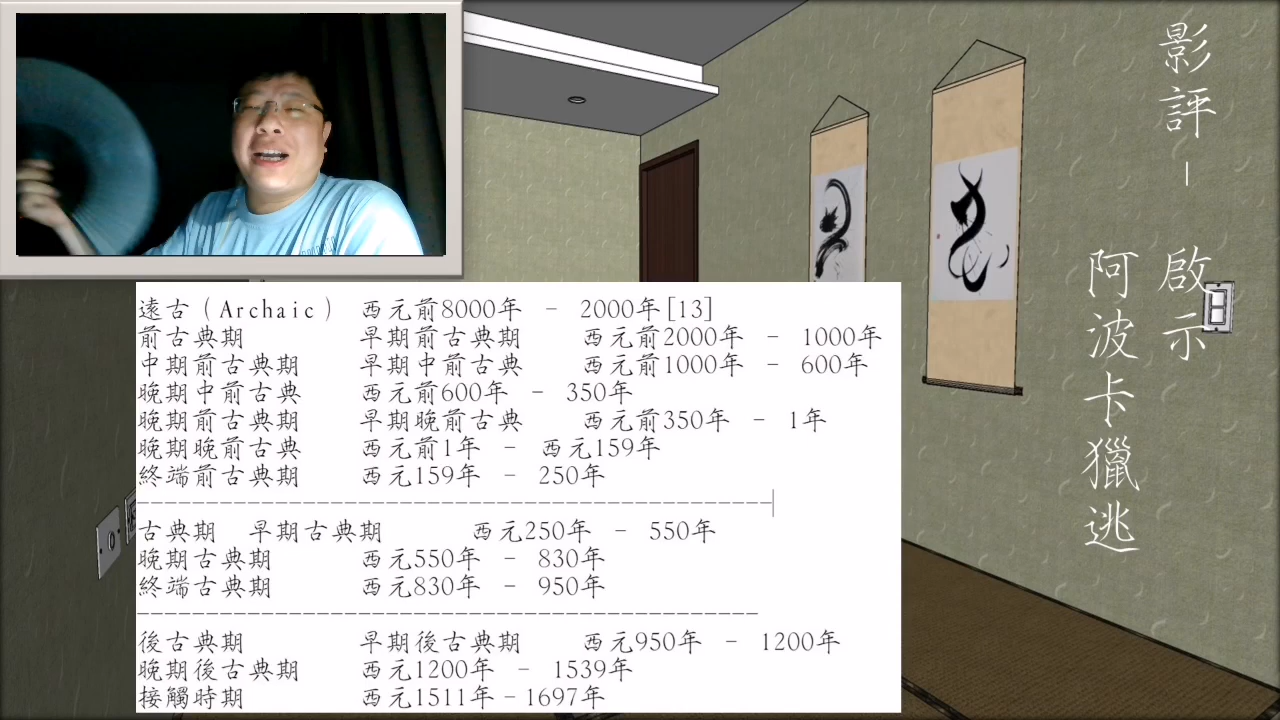 影評－
啟示
阿波卡獵逃
遠古（Archaic） 西元前8000年 － 2000年[13]
前古典期 早期前古典期 西元前2000年 － 1000年
中期前古典期 早期中前古典 西元前1000年 － 600年
晚期中前古典 西元前600年 － 350年
晚期前古典期 早期晚前古典 西元前350年 － 1年
晚期晚前古典 西元前1年 － 西元159年
終端前古典期 西元159年 － 250年
古典期 早期古典期 西元250年 － 550年
晚期古典期 西元550年 － 830年
終端古典期 西元830年 － 950年
後古典期 早期後古典期 西元950年 － 1200年
晚期後古典期 西元1200年 － 1539年
接觸時期 西元1511年－1697年